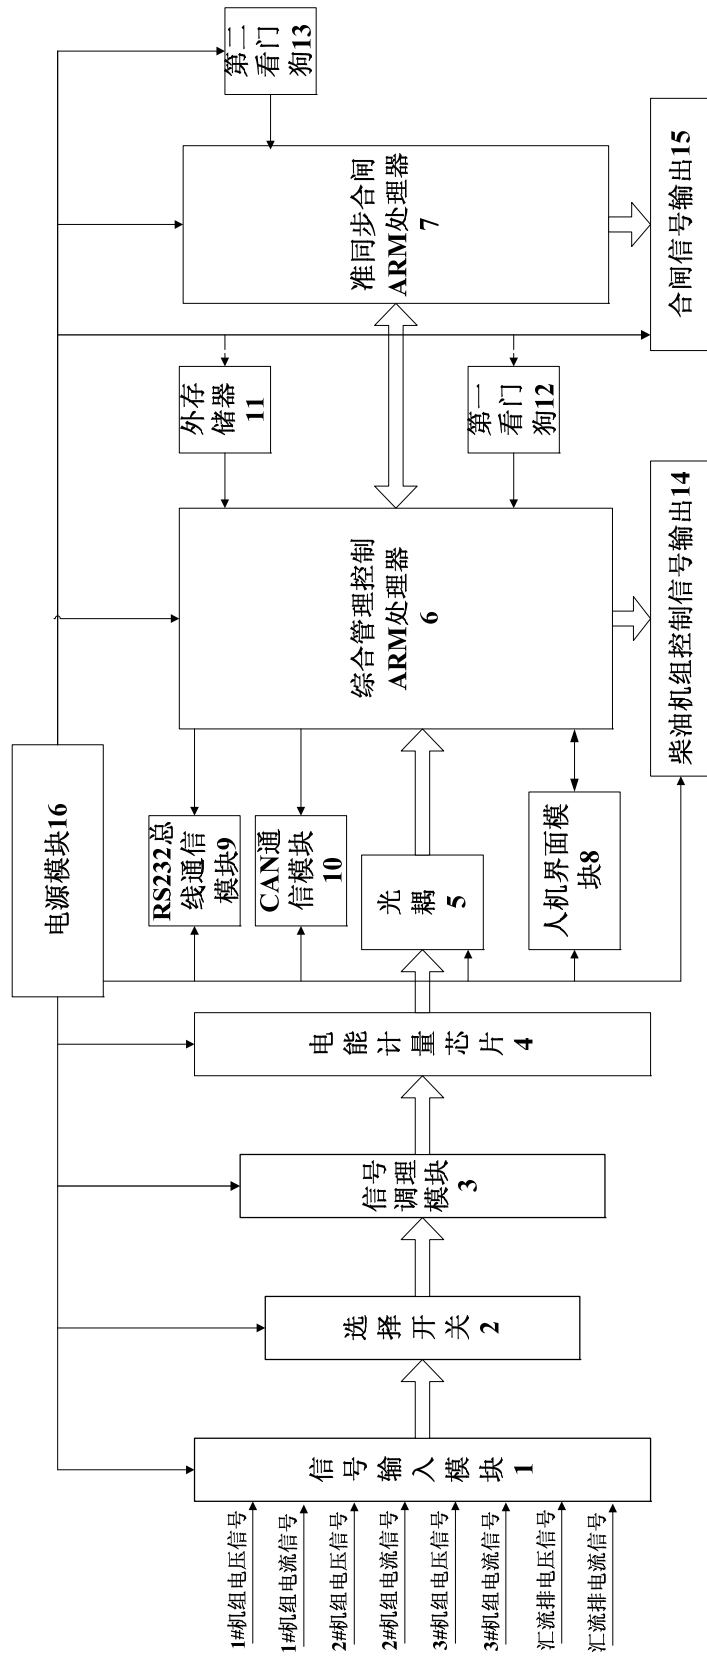 1#机组电压信号
1#机组电流信号
2#机组电压信号
2#机组电流信号
3#机组电压信号
3#机组电流信号
汇流排电压信号
汇流排电流信号
信号输入模块1
选择开关2
信号
调理
模块
3
电能计量芯片4
电源模块16
RS232总
线通信
模块9
CAN通
信模块
10
光
耦
5
人机界面模
块8
综合管理控制
ARM处理器
6
柴油机组控制信号输出14
外存
储器
11
第一
看门
狗12
准同步合闸
ARM处理器
7
合闸信号输出15
第二
看门
狗13